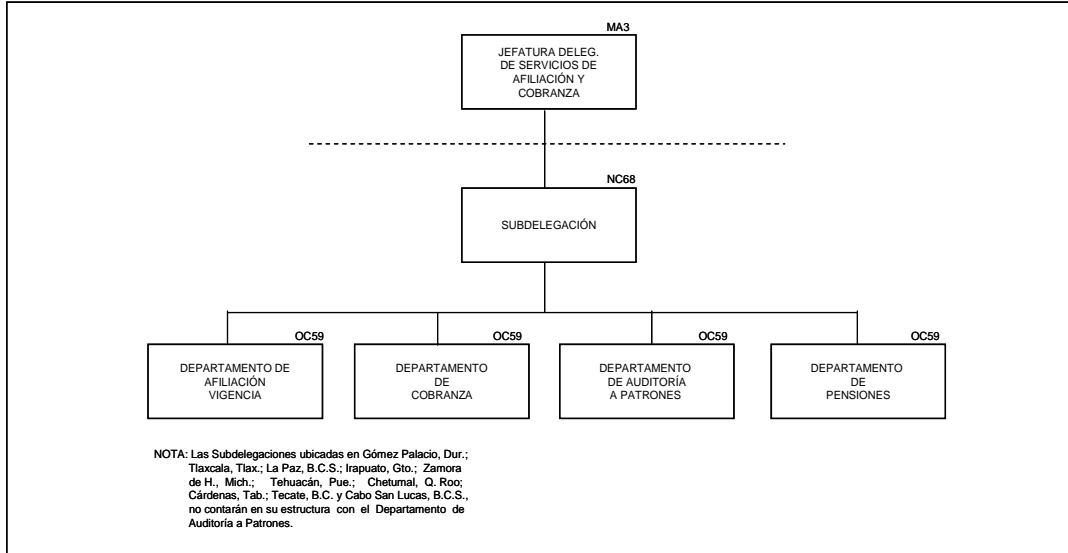 MA3
JEFATURA DELEG.
DE SERVICIOS DE
AFILIACIÓN Y
COBRANZA
NC68
SUBDELEGACIÓN
OC59
DEPARTAMENTO DE
AFILIACIÓN
VIGENCIA
OC59
DEPARTAMENTO
DE
COBRANZA
OC59
DEPARTAMENTO
DE AUDITORÍA
A PATRONES
OC59
DEPARTAMENTO
DE
PENSIONES
NOTA: Las Subdelegaciones ubicadas en Gómez Palacio, Dur.;
Tlaxcala, Tlax.; La Paz, B.C.S.; Irapuato, Gto.; Zamora
de H., Mich.; Tehuacán, Pue.; Chetumal, Q. Roo;
Cárdenas, Tab.; Tecate, B.C. y Cabo San Lucas, B.C.S.,
no contarán en su estructura con el Departamento de
Auditoría a Patrones.